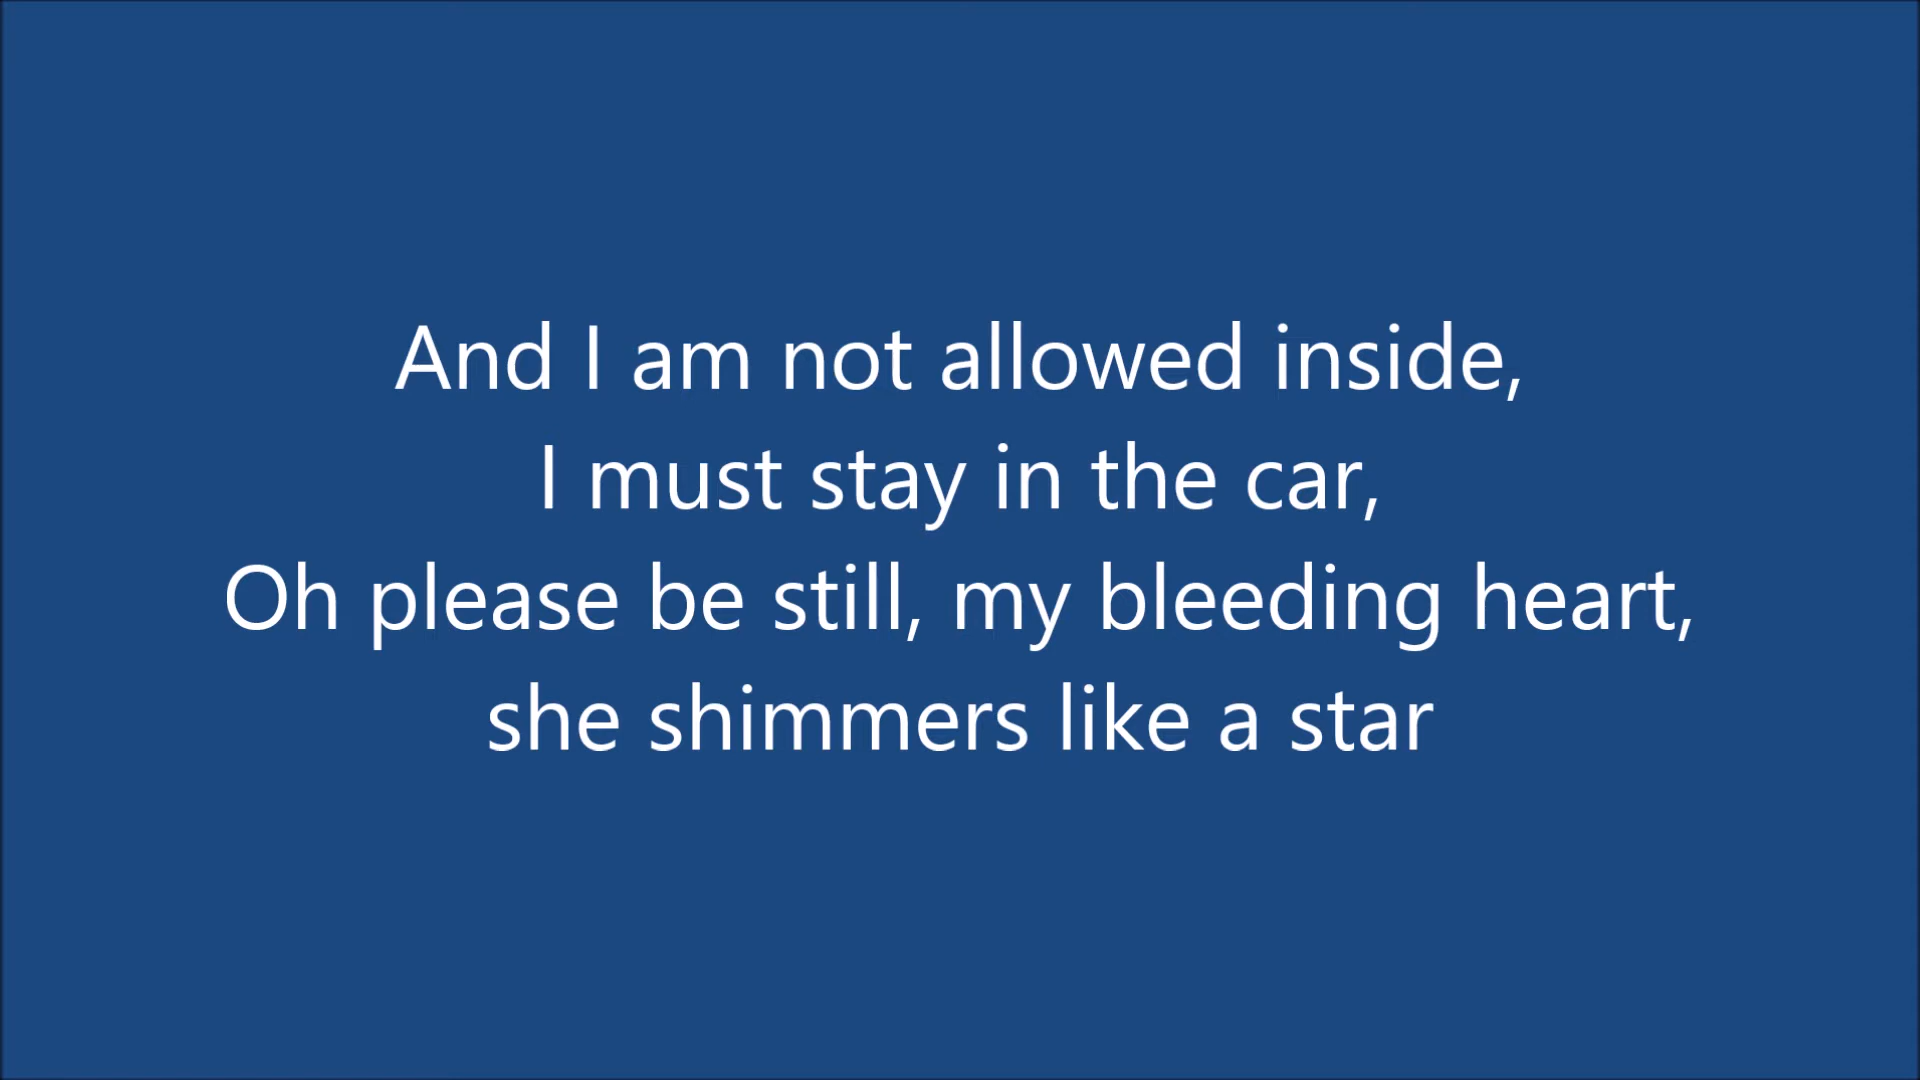 And I am not allowed inside,
I must stay in the car,
Oh please be still, my bleeding heart,
she shimmers like a star